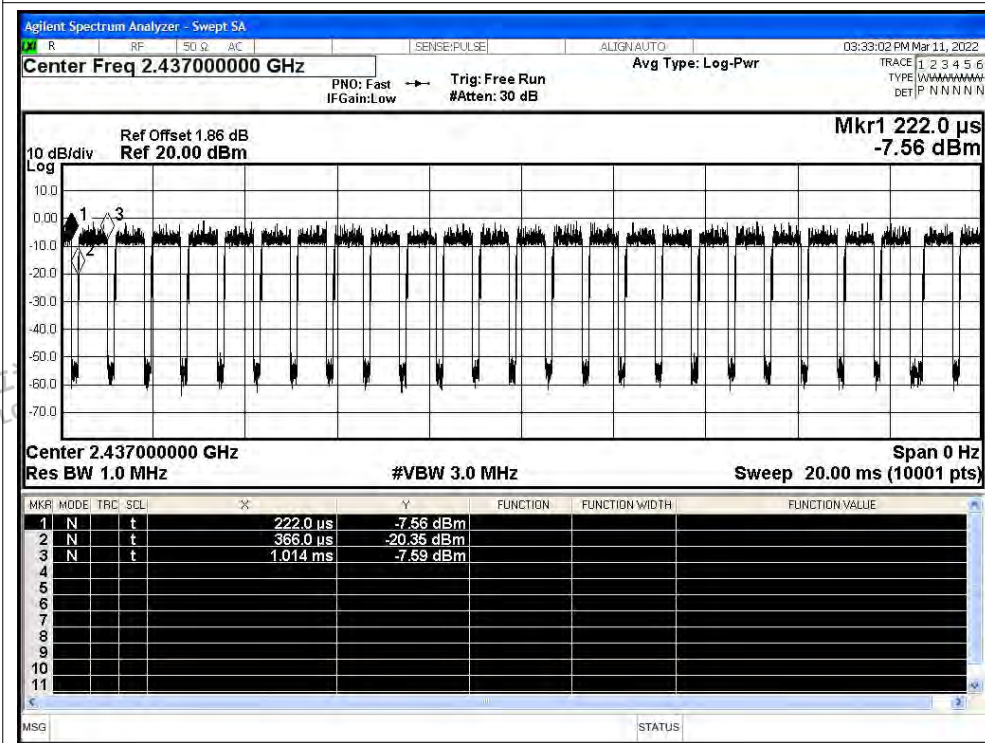 Agilent Spectrum Analyzer - Swept SA
LXI R RF 50 Ω AC SENSE:PULSE ALIGNAUTO 03:33:02 PM Mar 11, 2022
Center Freq 2.437000000 GHz Avg Type: Log-Pwr TRACE 1 2 3 4 5 6
PNO: Fast Trig: Free Run TYPE
IFGain:Low #Atten: 30 dB DET P N N N N N
Mkr1 222.0 µs
Ref Offset 1.86 dB
10 dB/div Ref 20.00 dBm -7.56 dBm
Log
10.0
0.00
1 3
-10.0
2
-20.0
-30.0
-40.0
-50.0
-60.0
-70.0
Center 2.437000000 GHz Span 0 Hz
Res BW 1.0 MHz #VBW 3.0 MHz Sweep 20.00 ms (10001 pts)
MKR MODE TRC SCL X Y FUNCTION FUNCTION WIDTH FUNCTION VALUE
1 N t 222.0 µs -7.56 dBm
2 N t 366.0 µs -20.35 dBm
3 N t 1.014 ms -7.59 dBm
4
5
6
7
8
9
10
11
MSG STATUS